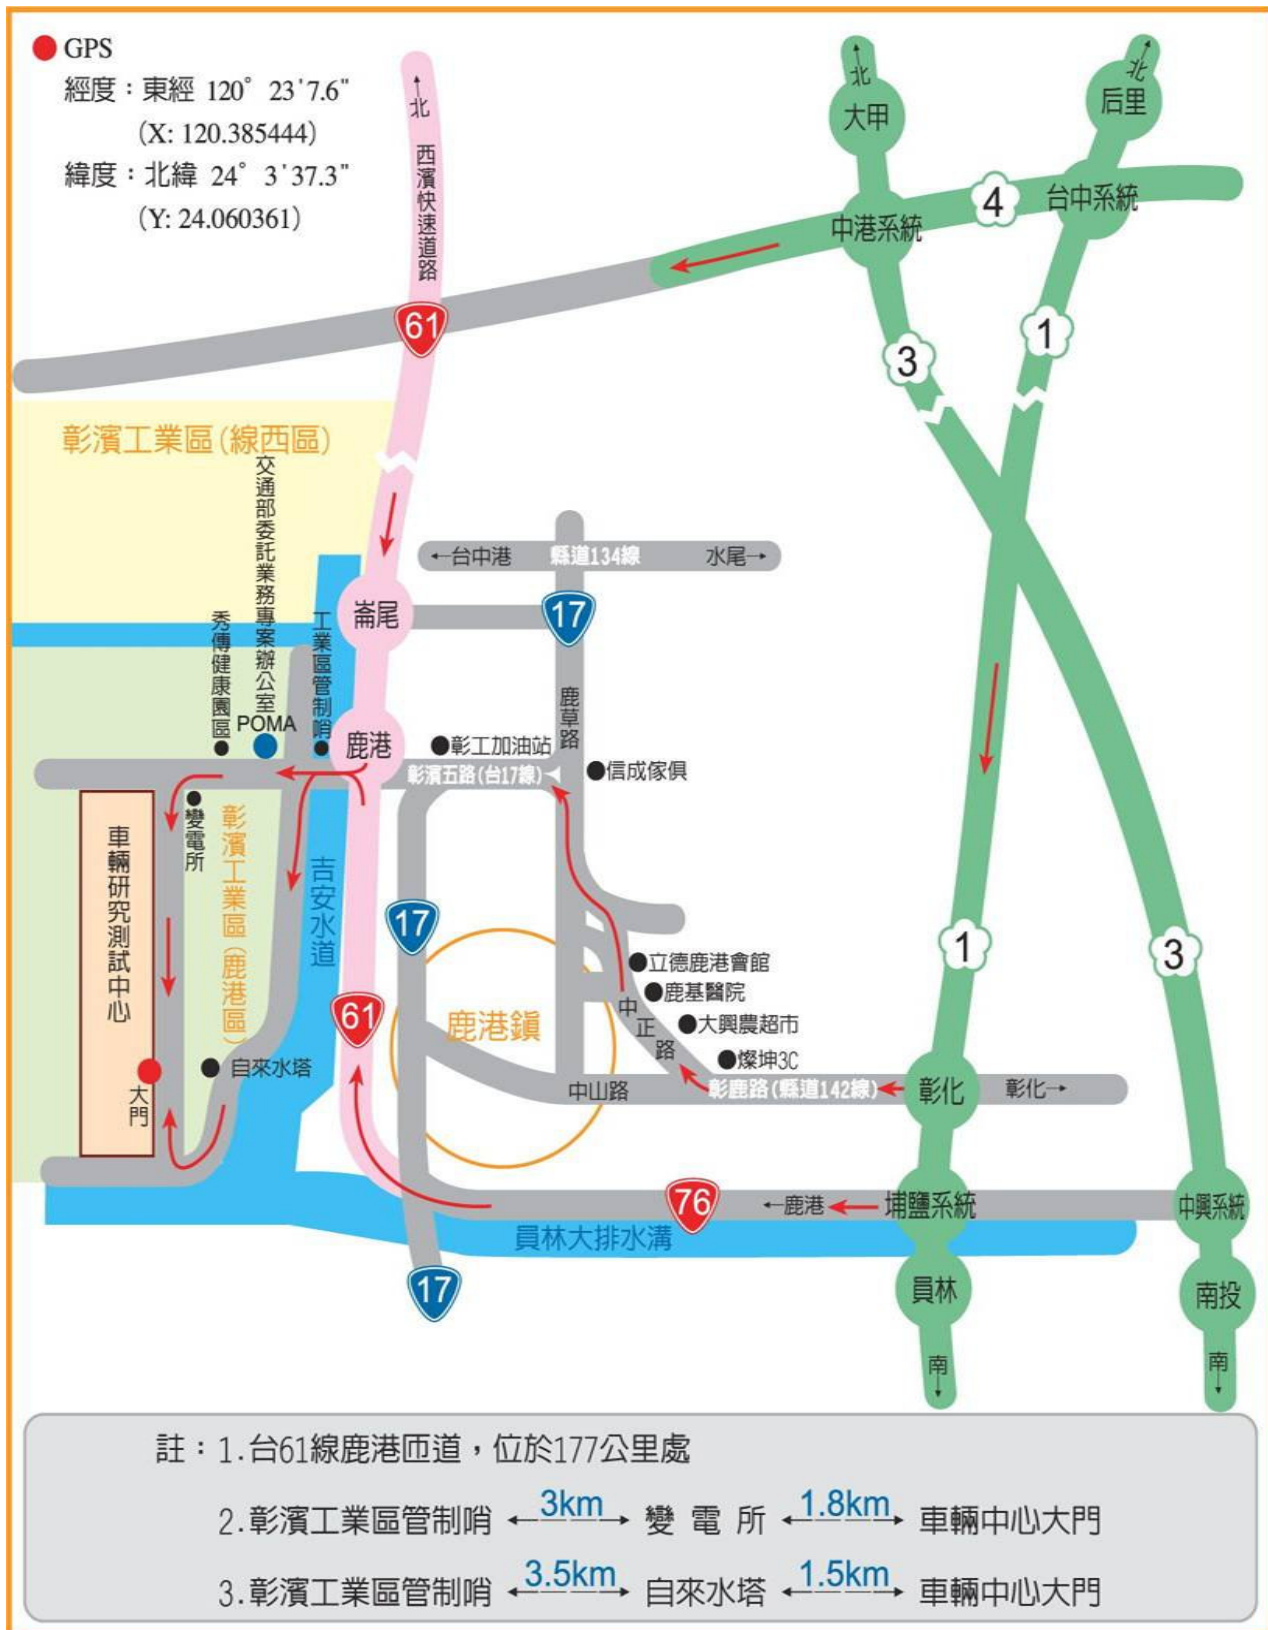 GPS
經度：東經 120° 23'7.6"
(X: 120.385444)
緯度：北緯 24° 3'37.3"
(Y: 24.060361)
←北
西濱快速道路
61
←北
大甲
北
后里
中港系統
4
台中系統
3
1
彰濱工業區(線西區)
交通部委託業務專案辦公室
POMA
秀傳健康園區
工業區管制哨
崙尾
←台中港 縣道134線 水尾→
17
鹿草路
鹿港
彰工加油站
彰濱五路(台17線)
信成傢俱
變電所
車輛研究測試中心
彰濱工業區(鹿港區)
吉安水道
17
61
鹿港鎮
立德鹿港會館
鹿基醫院
中正路
大興農超市
燦坤3C
1
3
大門
自來水塔
中山路
彰鹿路(縣道142線)
彰化
彰化→
76
←鹿港
埔鹽系統
中興系統
員林大排水溝
17
員林
南投
南→
南→
註：1.台61線鹿港匝道，位於177公里處
2.彰濱工業區管制哨 ←3km→ 變電所 ←1.8km→ 車輛中心大門
3.彰濱工業區管制哨 ←3.5km→ 自來水塔 ←1.5km→ 車輛中心大門